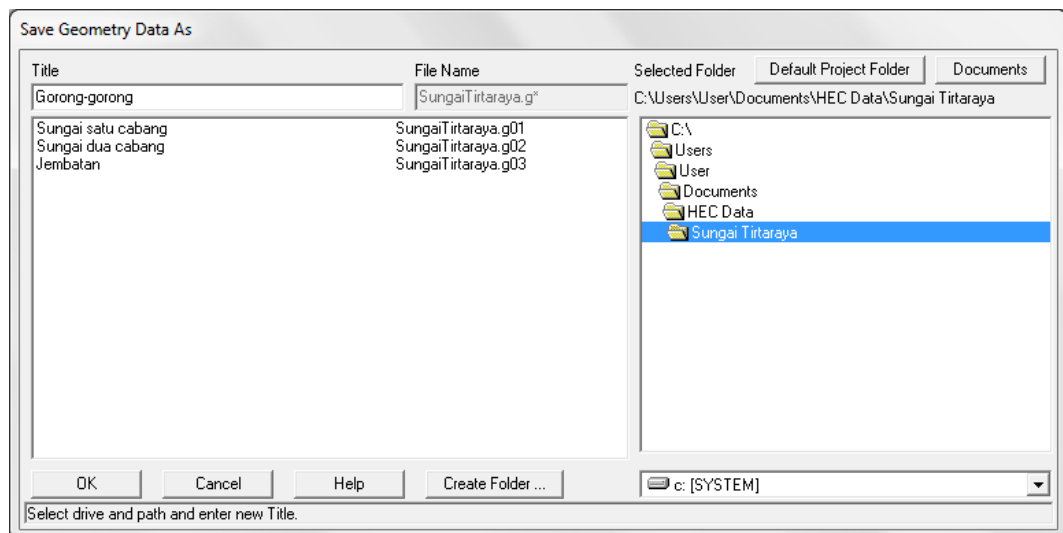 Save Geometry Data As
Title
File Name
Selected Folder
Default Project Folder
Documents
Gorong-gorong
SungaiTirtaraya.g*
C:\Users\User\Documents\HEC Data\Sungai Tirtaraya
Sungai satu cabang SungaiTirtaraya.g01
Sungai dua cabang SungaiTirtaraya.g02
Jembatan SungaiTirtaraya.g03
C:\
Users
User
Documents
HEC Data
Sungai Tirtaraya
OK
Cancel
Help
Create Folder ...
c: [SYSTEM]
Select drive and path and enter new Title.